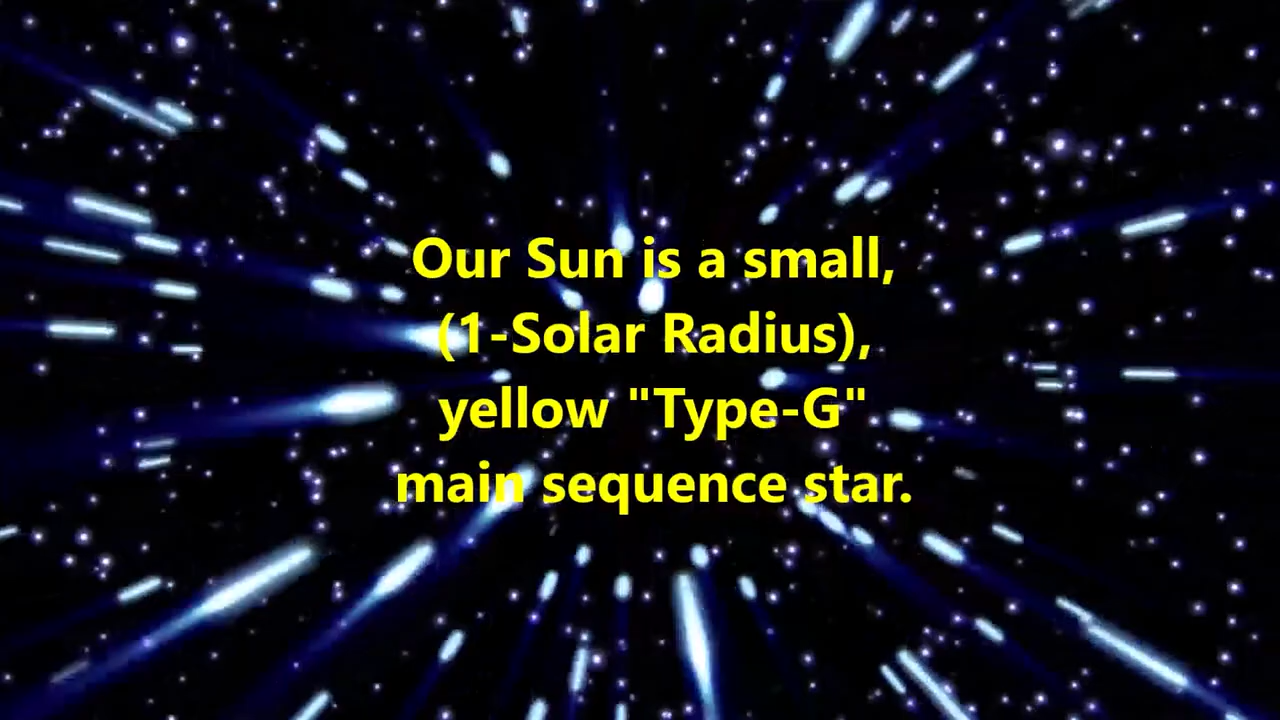 Our Sun is a small,
(1-Solar Radius),
yellow "Type-G"
main sequence star.